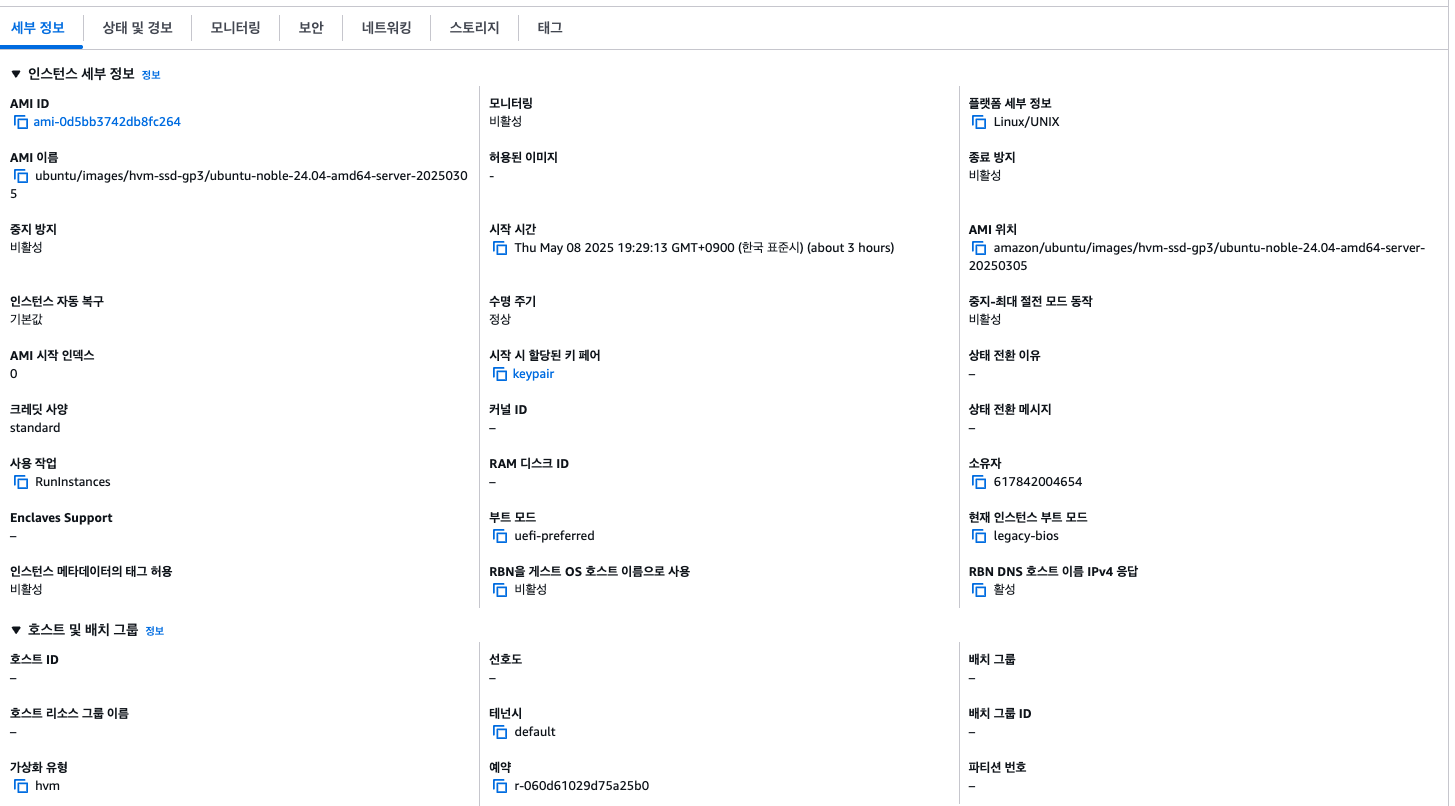 세부 정보
상태 및 경보
모니터링
보안
네트워킹
스토리지
태그
▼ 인스턴스 세부 정보 정보
AMI ID
ami-0d5bb3742db8fc264
모니터링
비활성
플랫폼 세부 정보
Linux/UNIX
AMI 이름
ubuntu/images/hvm-ssd-gp3/ubuntu-noble-24.04-amd64-server-2025030
5
허용된 이미지
-
종료 방지
비활성
중지 방지
비활성
시작 시간
Thu May 08 2025 19:29:13 GMT+0900 (한국 표준시) (about 3 hours)
AMI 위치
amazon/ubuntu/images/hvm-ssd-gp3/ubuntu-noble-24.04-amd64-server-
20250305
인스턴스 자동 복구
기본값
수명 주기
정상
중지-최대 절전 모드 동작
비활성
AMI 시작 인덱스
0
시작 시 할당된 키 페어
keypair
상태 전환 이유
–
크레딧 사양
standard
커널 ID
–
상태 전환 메시지
–
사용 작업
RunInstances
RAM 디스크 ID
–
소유자
617842004654
Enclaves Support
–
부트 모드
uefi-preferred
현재 인스턴스 부트 모드
legacy-bios
인스턴스 메타데이터의 태그 허용
비활성
RBN을 게스트 OS 호스트 이름으로 사용
비활성
RBN DNS 호스트 이름 IPv4 응답
활성
▼ 호스트 및 배치 그룹 정보
호스트 ID
–
선호도
–
배치 그룹
–
호스트 리소스 그룹 이름
–
테넌시
default
배치 그룹 ID
–
가상화 유형
hvm
예약
r-060d61029d75a25b0
파티션 번호
–